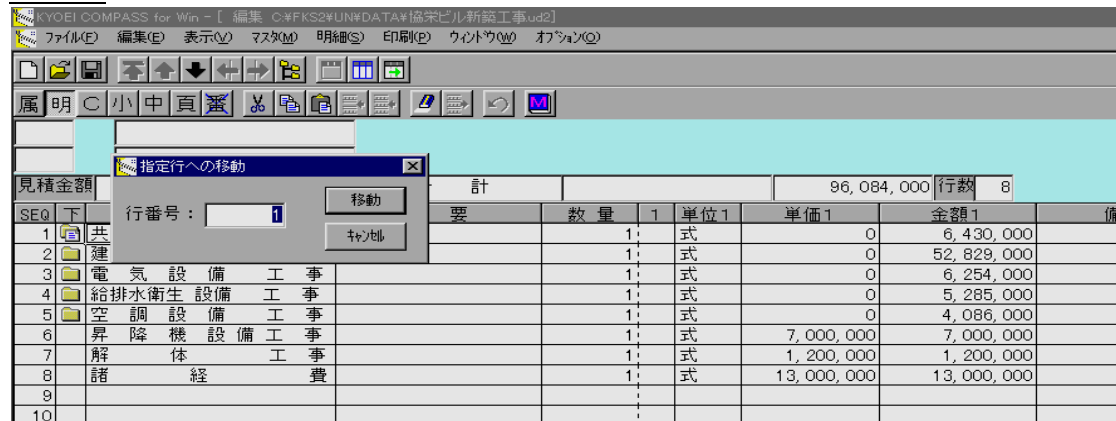 KYOEI COMPASS for Win - [ 編集 C:¥FKS2¥UN¥DATA¥協栄ビル新築工事.ud2]
ファイル(F) 編集(E) 表示(V) マスタ(M) 明細(S) 印刷(P) ウィンドウ(W) オプション(O)
属 明 C 小 中 頁
M
指定行への移動
見積金額 計 96,084,000 行数 8
行番号: 1 移動
キャンセル
SEQ 下 要 数 量 1 単位1 単価1 金額1
1 共 1 式 0 6,430,000
2 建 1 式 0 52,829,000
3 電 気 設 備 工 事 1 式 0 6,254,000
4 給排水衛生 設備 工 事 1 式 0 5,285,000
5 空 調 設 備 工 事 1 式 0 4,086,000
6 昇 降 機 設 備 工 事 1 式 7,000,000 7,000,000
7 解 体 工 事 1 式 1,200,000 1,200,000
8 諸 経 費 1 式 13,000,000 13,000,000
9
10